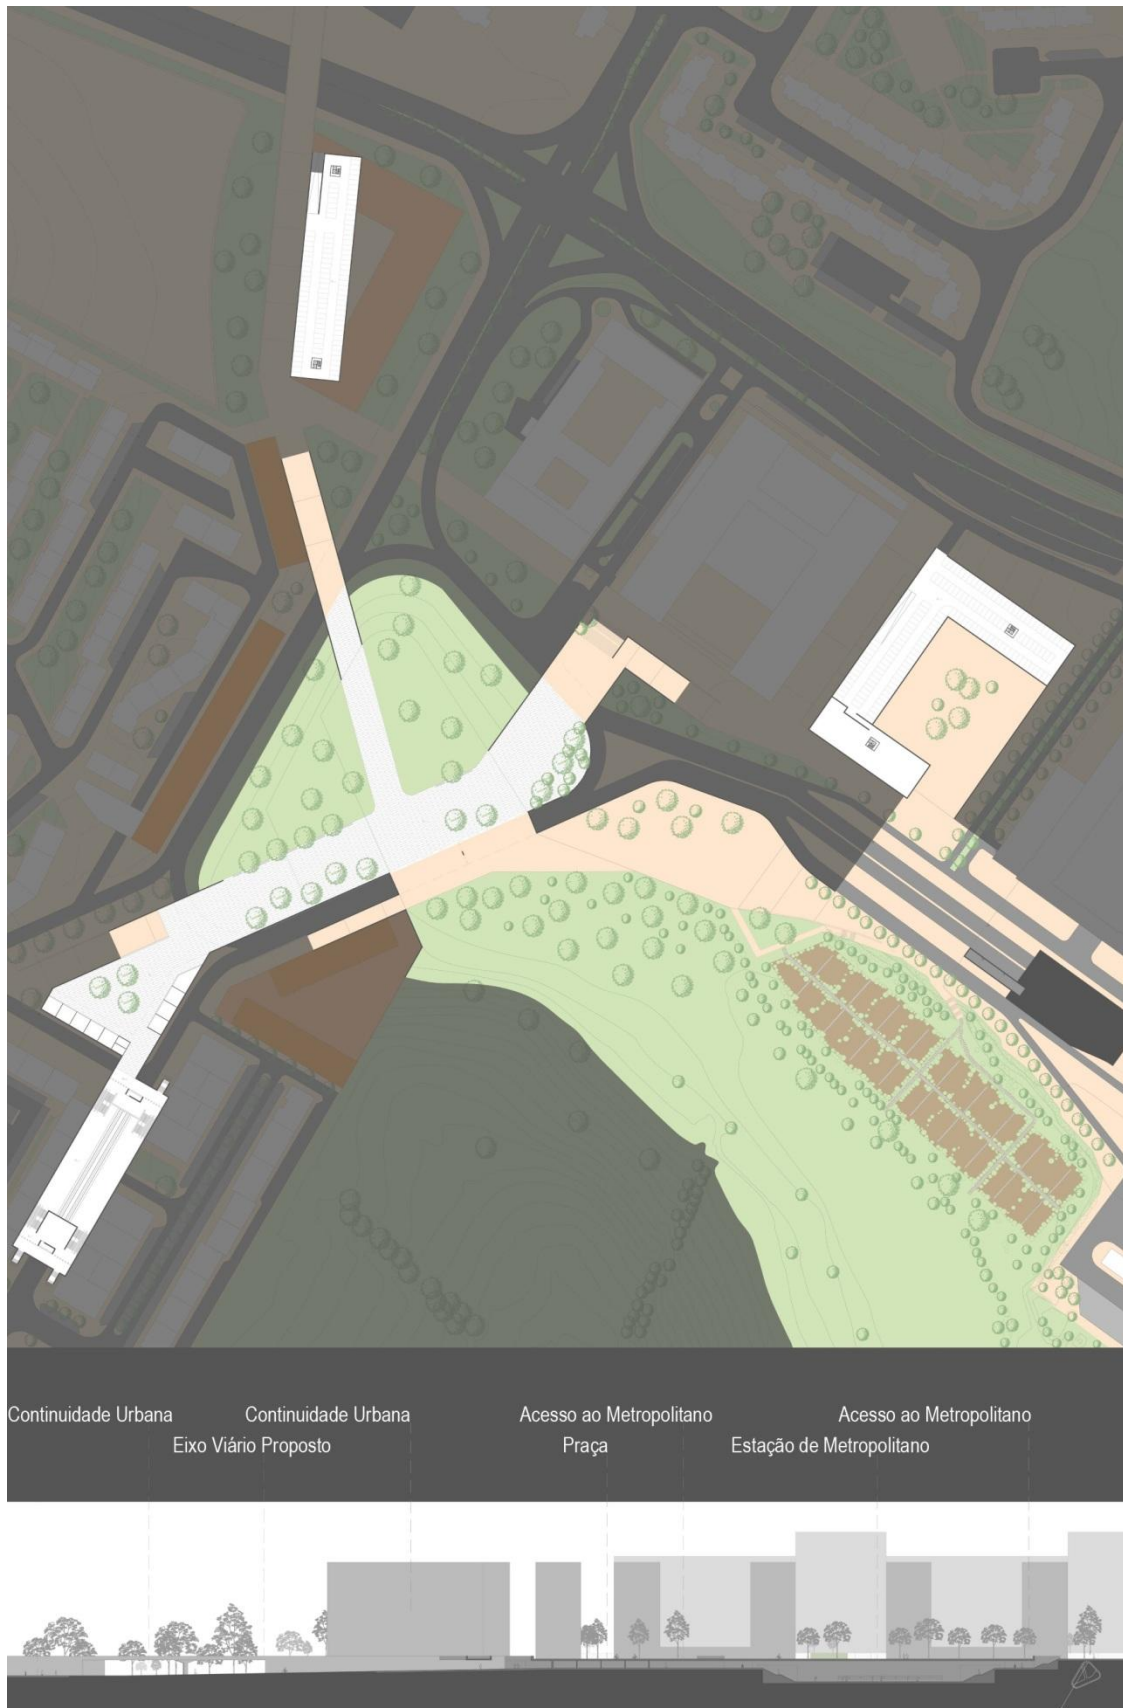 Continuidade Urbana Continuidade Urbana Acesso ao Metropolitano Acesso ao Metropolitano
Eixo Viário Proposto Praça Estação de Metropolitano